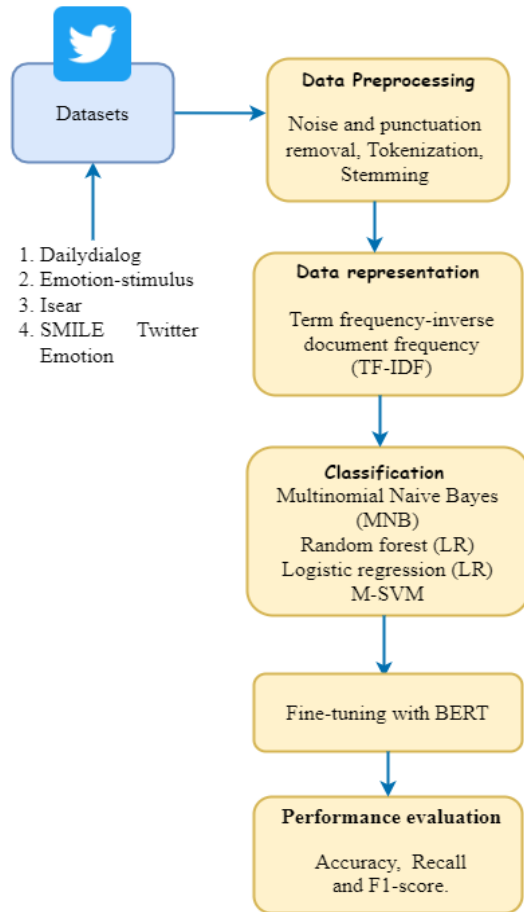 Datasets
1. Dailydialog
2. Emotion-stimulus
3. Isear
4. SMILE Twitter
Emotion
Data Preprocessing
Noise and punctuation
removal, Tokenization,
Stemming
Data representation
Term frequency-inverse
document frequency
(TF-IDF)
Classification
Multinomial Naive Bayes
(MNB)
Random forest (LR)
Logistic regression (LR)
M-SVM
Fine-tuning with BERT
Performance evaluation
Accuracy, Recall
and F1-score.